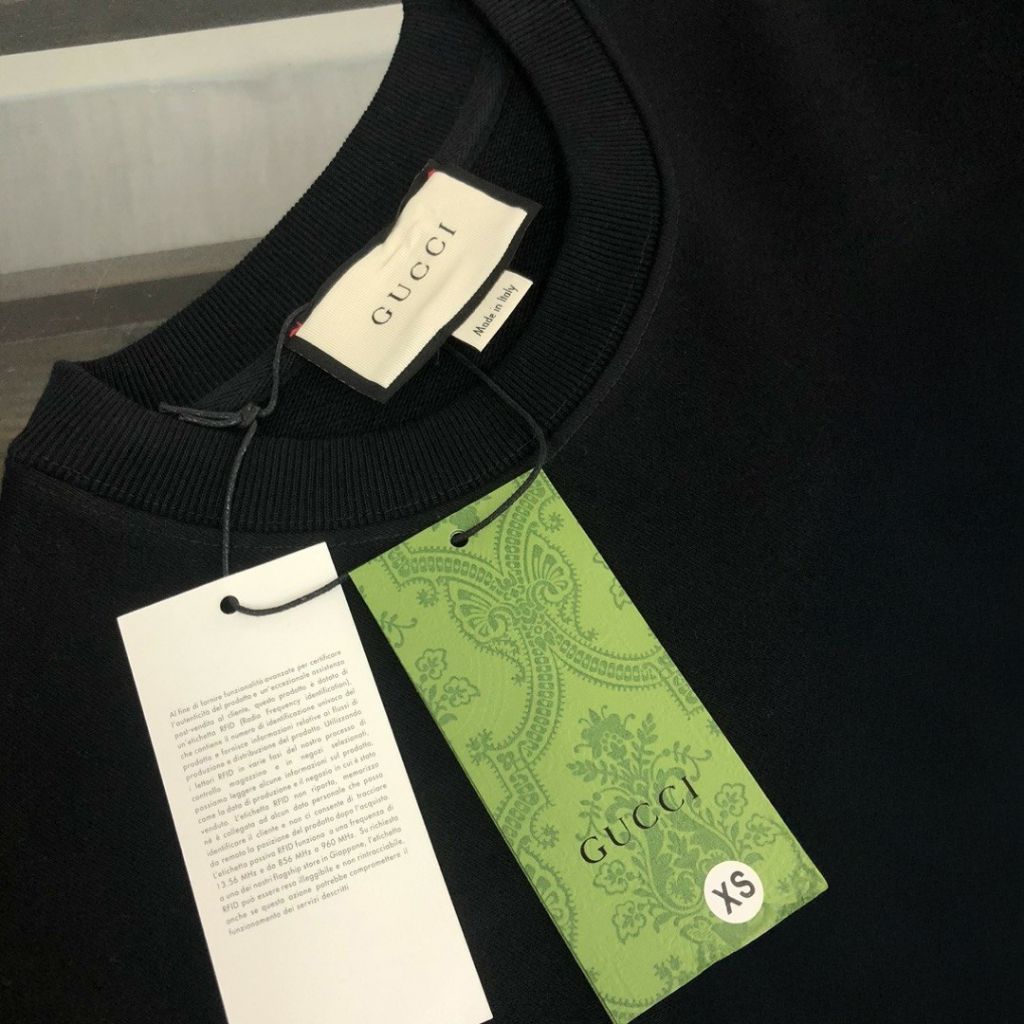 GUCCI
Made in Italy
Al fine di fornire funzionalità avanzate per certificare
l'autenticità del prodotto e un'eccezionale assistenza
post-vendita al cliente, questo prodotto è dotato di
un'etichetta RFID (Radio Frequency identification),
che contiene il numero di identificazione univoco del
prodotto e fornisce informazioni relative ai flussi di
produzione e distribuzione del prodotto. Utilizzando
i lettori RFID in varie fasi del nostro processo di
controllo magazzino e in negozi selezionati,
possiamo leggere alcune informazioni sul prodotto,
come la data di produzione e il negozio in cui è stato
venduto. L'etichetta RFID non riporta, memorizza
né è collegata ad alcun dato personale che possa
identificare il cliente e non ci consente di tracciare
da remoto la posizione del prodotto dopo l'acquisto.
L'etichetta passiva RFID funziona a una frequenza di
13.56 MHz e da 856 MHz a 960 MHz. Su richiesta
a uno dei nostri flagship store in Giappone, l'etichetta
RFID può essere resa illeggibile e non rintracciabile,
anche se questa azione potrebbe compromettere il
funzionamento dei servizi descritti
GUCCI
XS